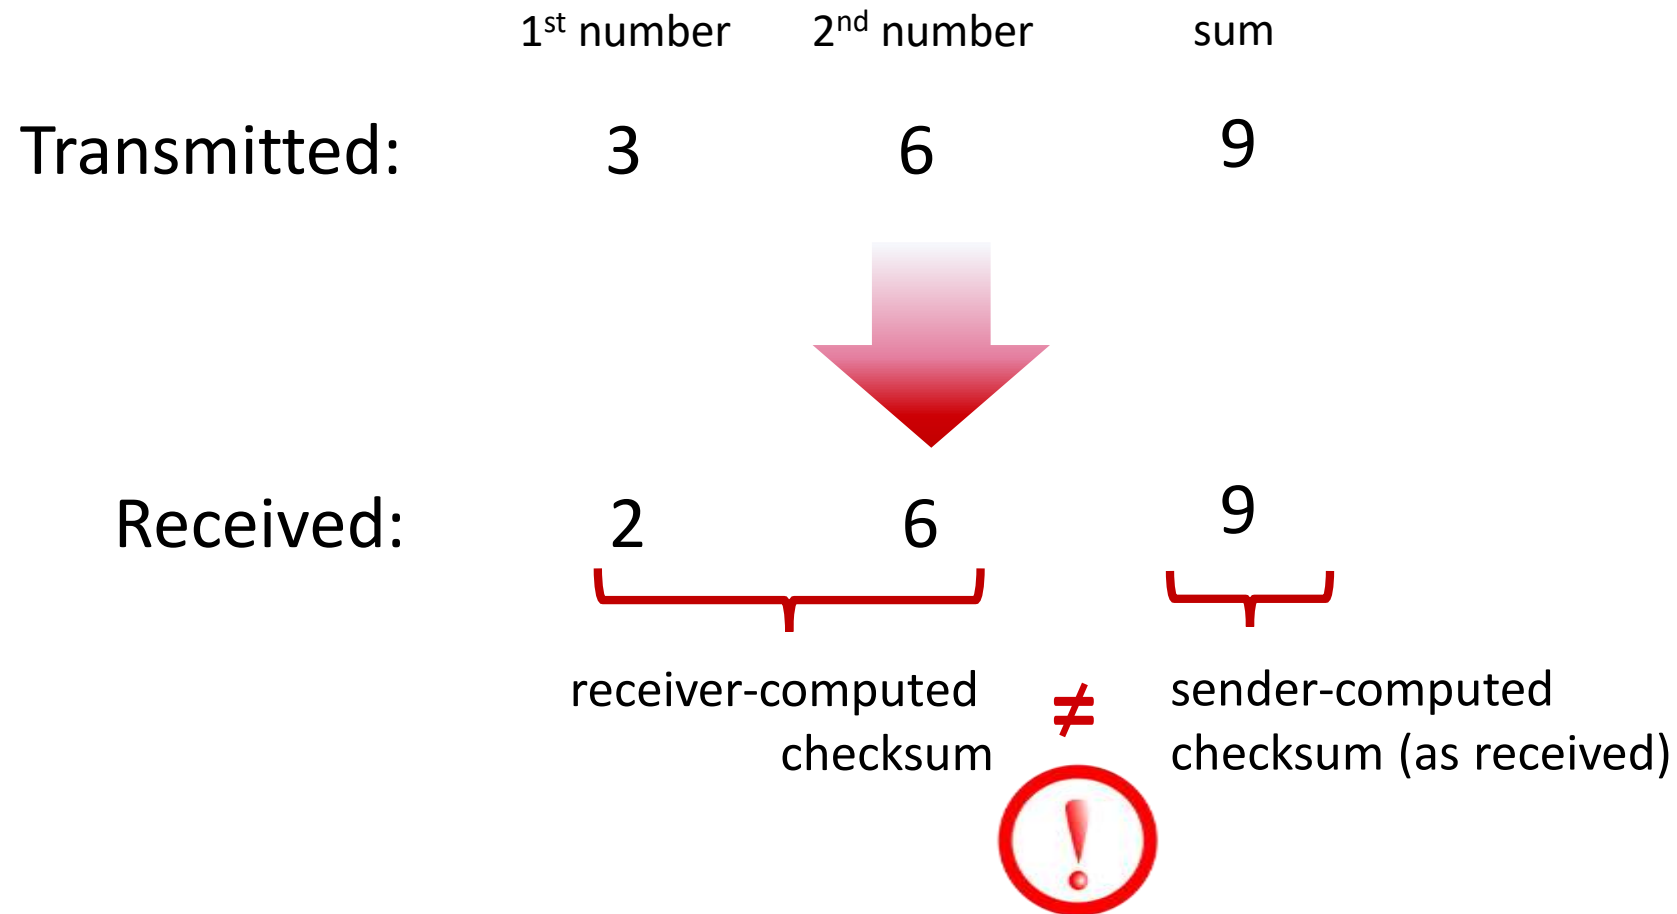 1st number 2nd number sum
Transmitted: 3 6 9
Received: 2 6 9
receiver-computed ≠ sender-computed
checksum checksum (as received)
!